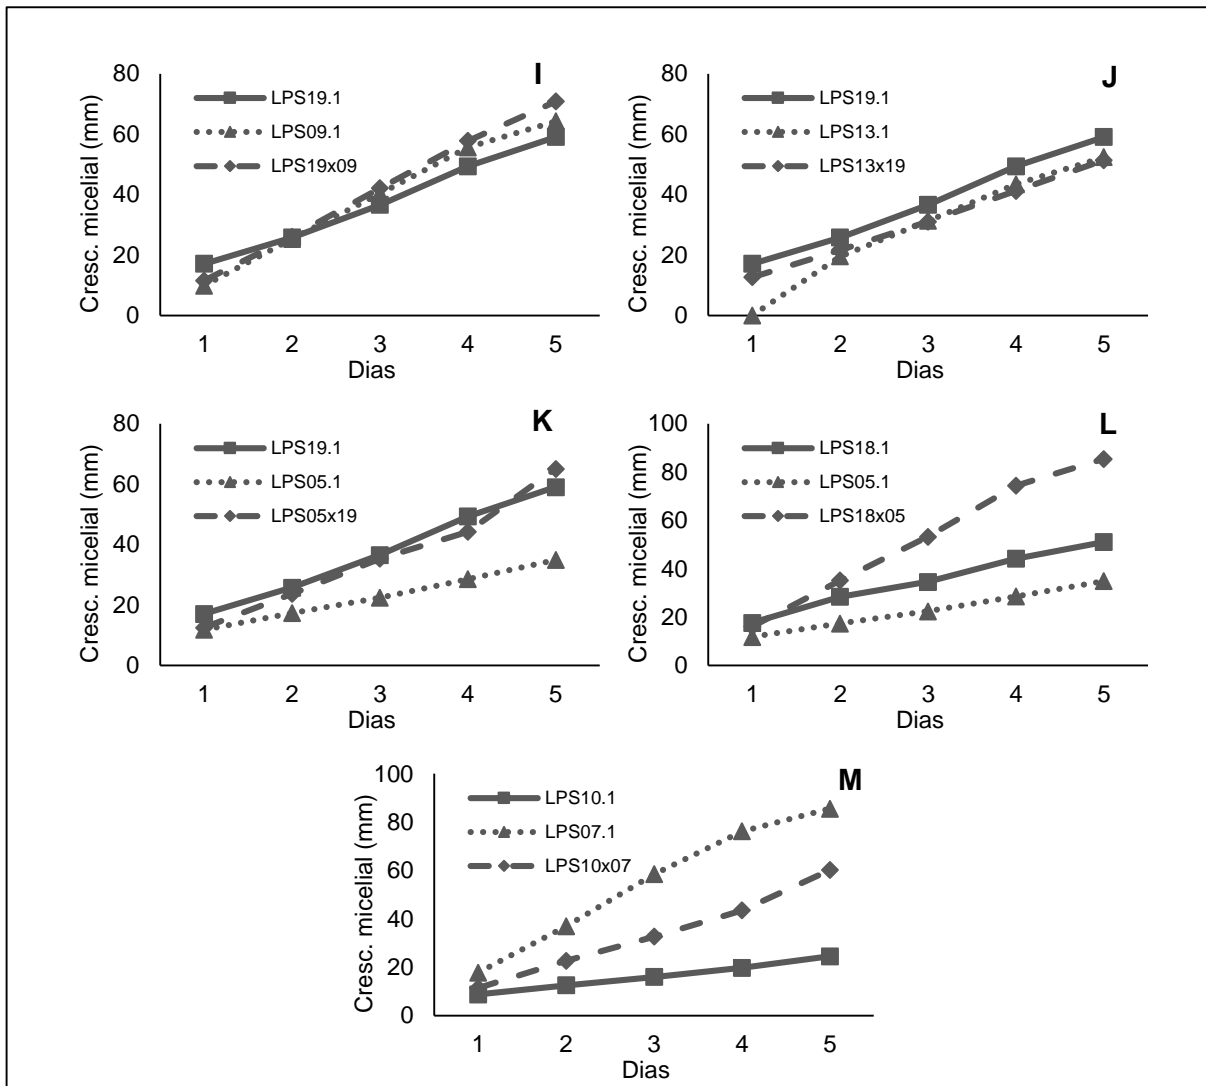 I
Cresc. micelial (mm)
80
60
40
20
0
LPS19.1
LPS09.1
LPS19x09
1 2 3 4 5
Dias
J
Cresc. micelial (mm)
80
60
40
20
0
LPS19.1
LPS13.1
LPS13x19
1 2 3 4 5
Dias
K
Cresc. micelial (mm)
80
60
40
20
0
LPS19.1
LPS05.1
LPS05x19
1 2 3 4 5
Dias
L
Cresc. micelial (mm)
100
80
60
40
20
0
LPS18.1
LPS05.1
LPS18x05
1 2 3 4 5
Dias
M
Cresc. micelial (mm)
100
80
60
40
20
0
LPS10.1
LPS07.1
LPS10x07
1 2 3 4 5
Dias